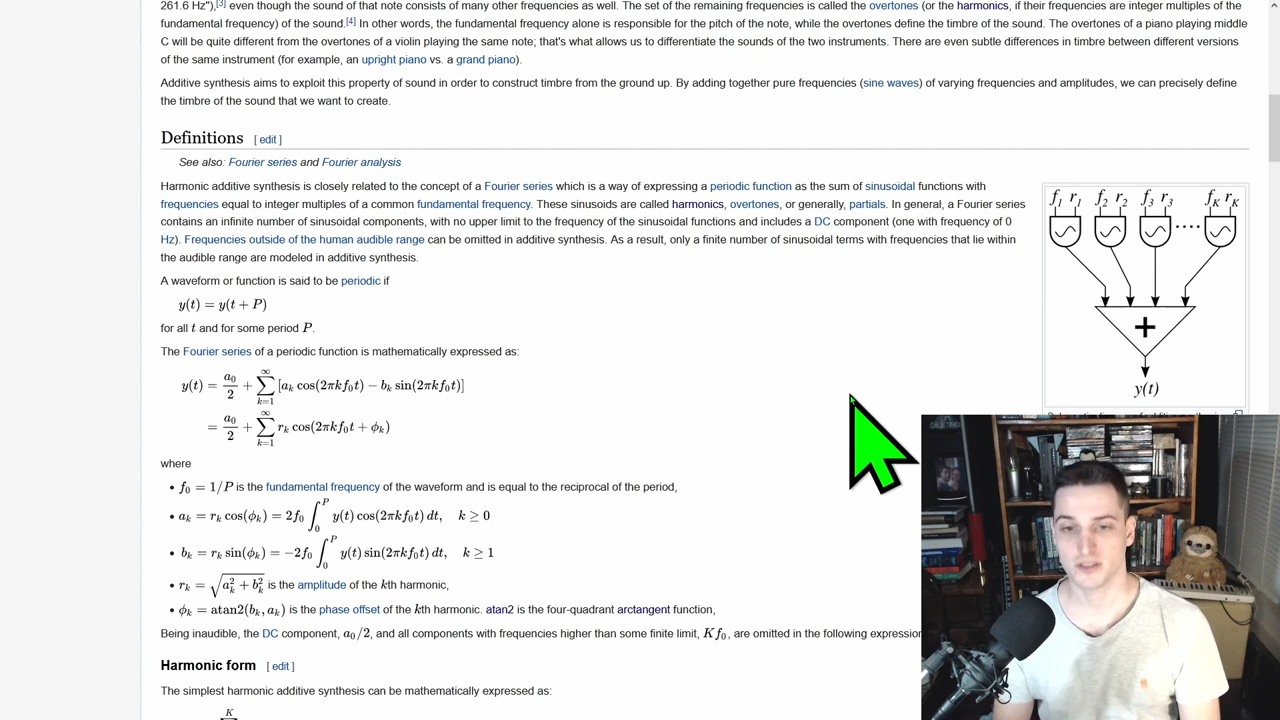 261.6 Hz"),[3] even though the sound of that note consists of many other frequencies as well. The set of the remaining frequencies is called the overtones (or the harmonics, if their frequencies are integer multiples of the
fundamental frequency) of the sound.[4] In other words, the fundamental frequency alone is responsible for the pitch of the note, while the overtones define the timbre of the sound. The overtones of a piano playing middle
C will be quite different from the overtones of a violin playing the same note; that's what allows us to differentiate the sounds of the two instruments. There are even subtle differences in timbre between different versions
of the same instrument (for example, an upright piano vs. a grand piano).
Additive synthesis aims to exploit this property of sound in order to construct timbre from the ground up. By adding together pure frequencies (sine waves) of varying frequencies and amplitudes, we can precisely define
the timbre of the sound that we want to create.
Definitions [ edit ]
See also: Fourier series and Fourier analysis
Harmonic additive synthesis is closely related to the concept of a Fourier series which is a way of expressing a periodic function as the sum of sinusoidal functions with
frequencies equal to integer multiples of a common fundamental frequency. These sinusoids are called harmonics, overtones, or generally, partials. In general, a Fourier series
contains an infinite number of sinusoidal components, with no upper limit to the frequency of the sinusoidal functions and includes a DC component (one with frequency of 0
Hz). Frequencies outside of the human audible range can be omitted in additive synthesis. As a result, only a finite number of sinusoidal terms with frequencies that lie within
the audible range are modeled in additive synthesis.
f₁ r₁ f₂ r₂ f₃ r₃ f_K r_K
....
+
y(t)
A waveform or function is said to be periodic if
y(t) = y(t + P)
for all t and for some period P.
The Fourier series of a periodic function is mathematically expressed as:
y(t) = a₀/2 + ∑_{k=1}^{∞} [a_k cos(2πkf₀t) − b_k sin(2πkf₀t)]
= a₀/2 + ∑_{k=1}^{∞} r_k cos(2πkf₀t + ϕ_k)
where
• f₀ = 1/P is the fundamental frequency of the waveform and is equal to the reciprocal of the period,
• a_k = r_k cos(ϕ_k) = 2f₀ ∫_0^P y(t) cos(2πkf₀t) dt, k ≥ 0
• b_k = r_k sin(ϕ_k) = −2f₀ ∫_0^P y(t) sin(2πkf₀t) dt, k ≥ 1
• r_k = √(a_k² + b_k²) is the amplitude of the kth harmonic,
• ϕ_k = atan2(b_k, a_k) is the phase offset of the kth harmonic. atan2 is the four-quadrant arctangent function,
Being inaudible, the DC component, a₀/2, and all components with frequencies higher than some finite limit, Kf₀, are omitted in the following
Harmonic form [ edit ]
The simplest harmonic additive synthesis can be mathematically expressed as:
K